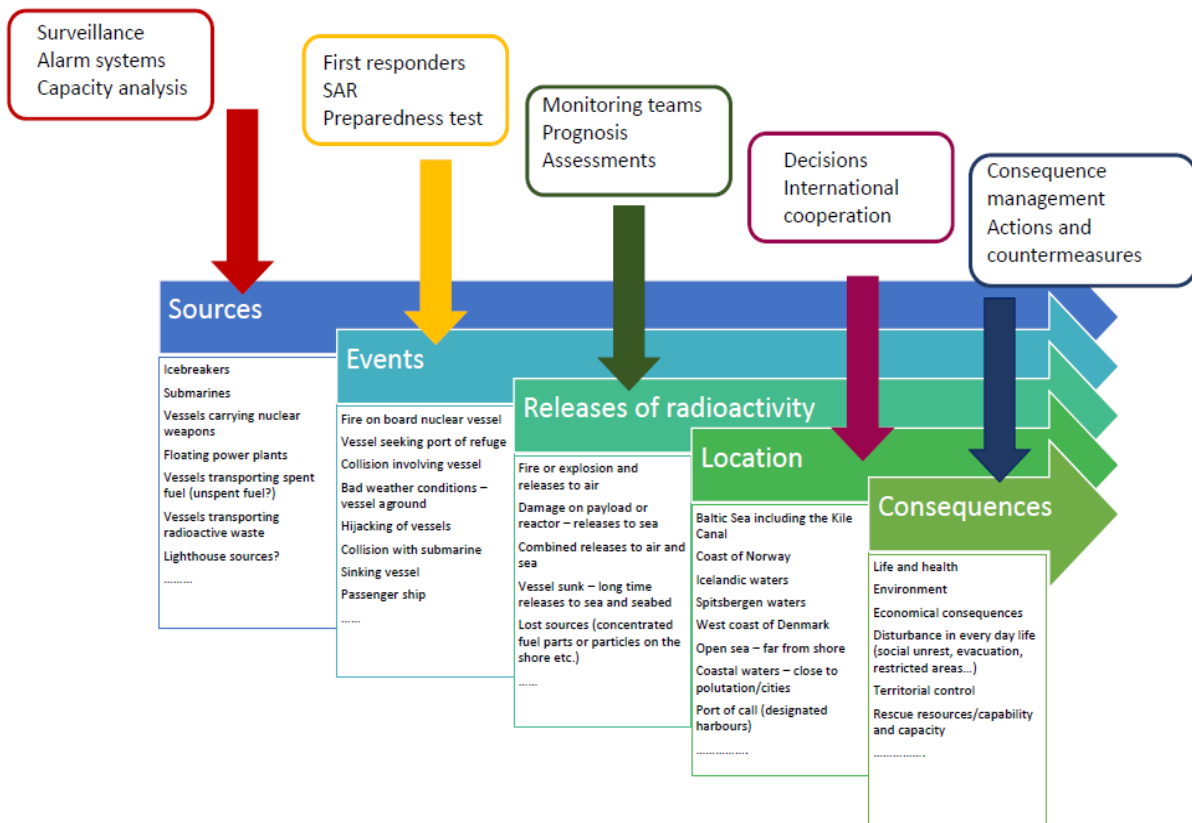 Surveillance
Alarm systems
Capacity analysis
First responders
SAR
Preparedness test
Monitoring teams
Prognosis
Assessments
Decisions
International
cooperation
Consequence
management
Actions and
countermeasures
Sources
Icebreakers
Submarines
Vessels carrying nuclear
weapons
Floating power plants
Vessels transporting spent
fuel (unspent fuel?)
Vessels transporting
radioactive waste
Lighthouse sources?
.........
Events
Fire on board nuclear vessel
Vessel seeking port of refuge
Collision involving vessel
Bad weather conditions –
vessel aground
Hijacking of vessels
Collision with submarine
Sinking vessel
Passenger ship
......
Releases of radioactivity
Fire or explosion and
releases to air
Damage on payload or
reactor – releases to sea
Combined releases to air and
sea
Vessel sunk – long time
releases to sea and seabed
Lost sources (concentrated
fuel parts or particles on the
shore etc.)
......
Location
Baltic Sea including the Kile
Canal
Coast of Norway
Icelandic waters
Spitsbergen waters
West coast of Denmark
Open sea – far from shore
Coastal waters – close to
polutation/cities
Port of call (designated
harbours)
...............
Consequences
Life and health
Environment
Economical consequences
Disturbance in every day life
(social unrest, evacuation,
restricted areas...)
Territorial control
Rescue resources/capability
and capacity
...............